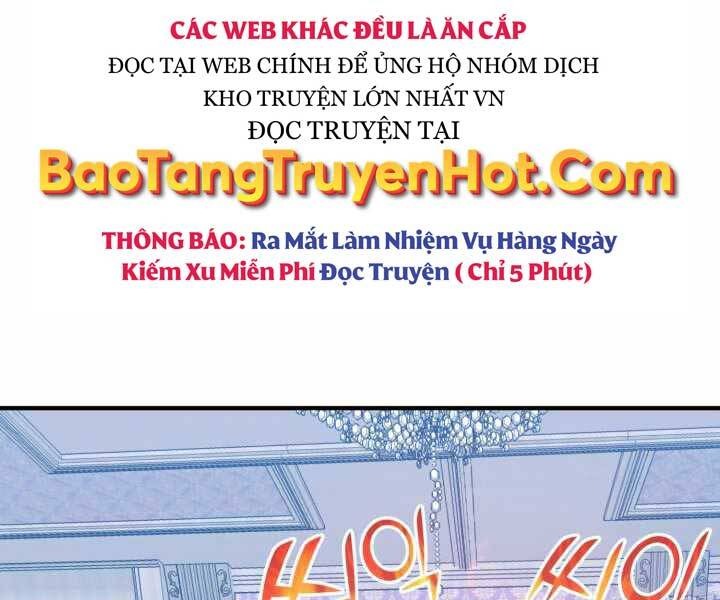 CÁC WEB KHÁC ĐỀU LÀ ĂN CẮP
ĐỌC TẠI WEB CHÍNH ĐỂ ỦNG HỘ NHÓM DỊCH
KHO TRUYỆN LỚN NHẤT VN
ĐỌC TRUYỆN TẠI
BaoTangTruyenHot.Com
THÔNG BÁO: Ra Mắt Làm Nhiệm Vụ Hàng Ngày
Kiếm Xu Miễn Phí Đọc Truyện ( Chỉ 5 Phút)